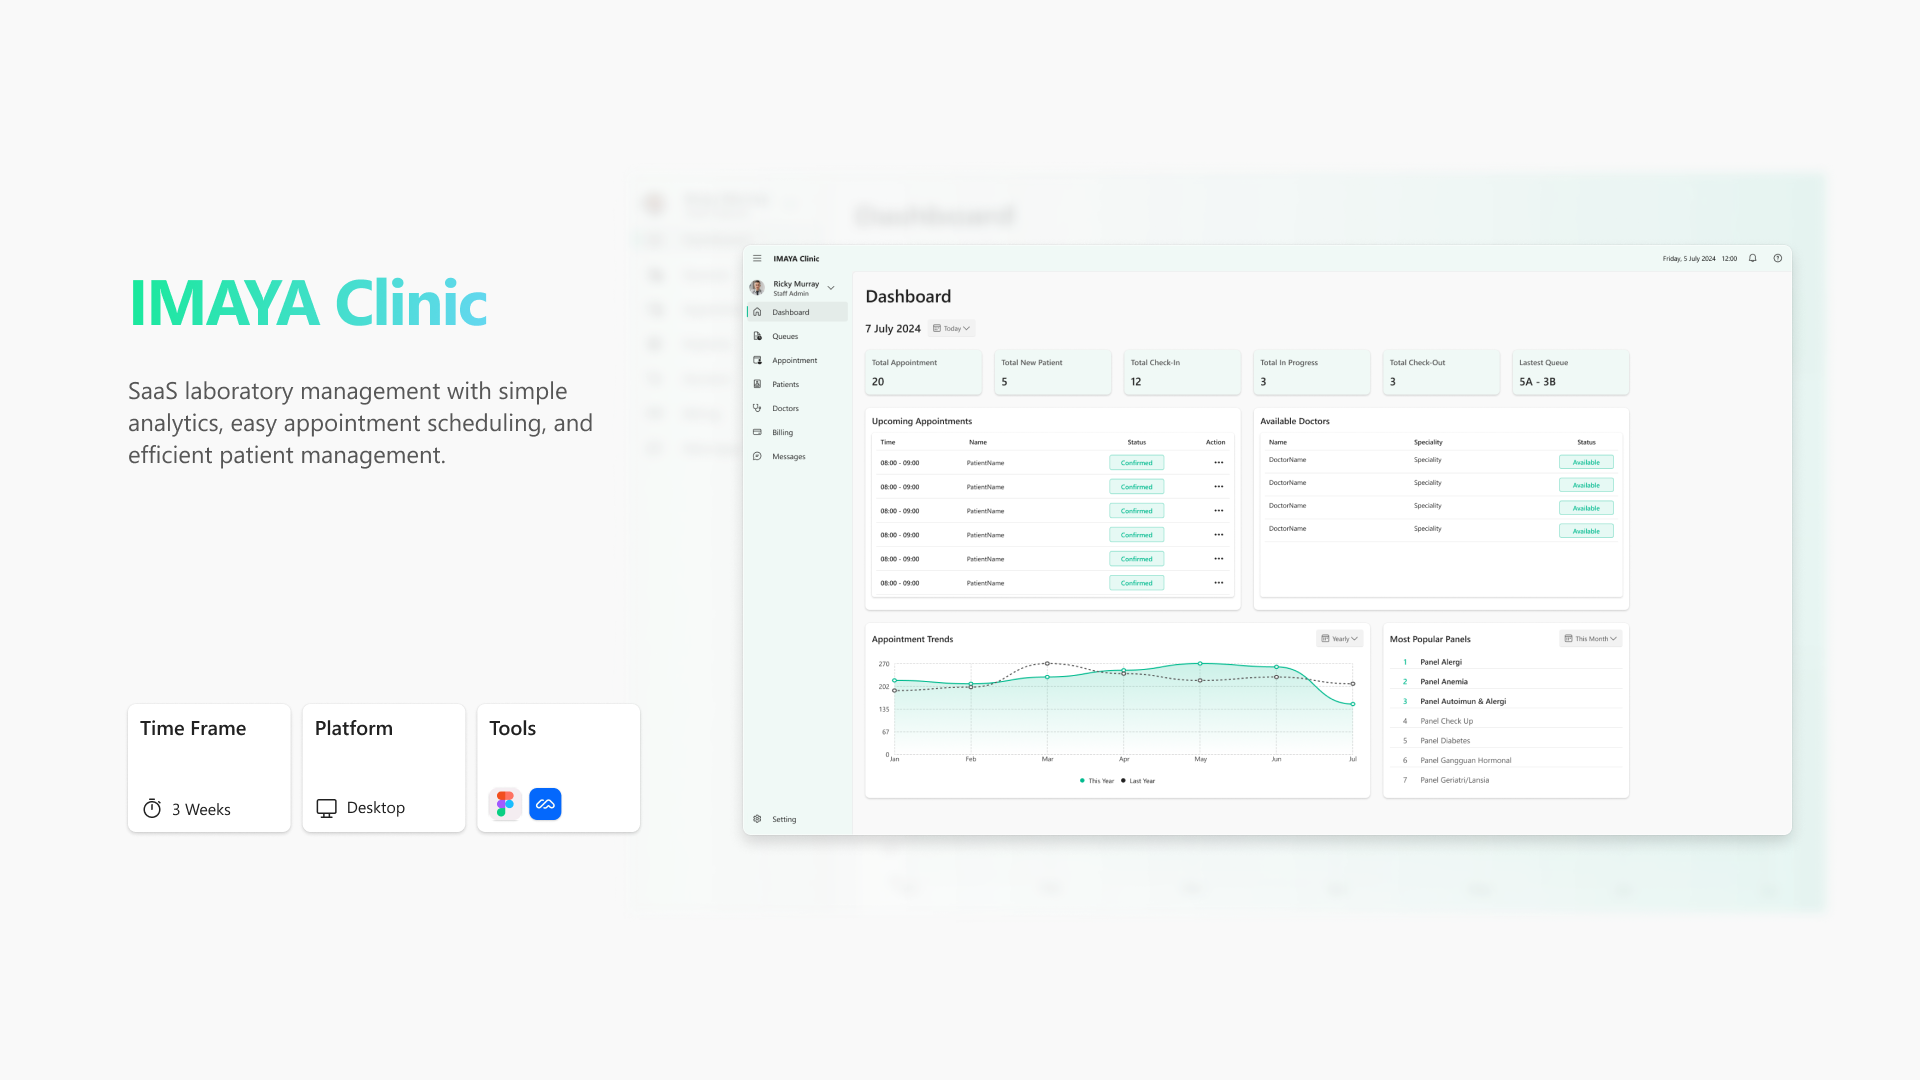 IMAYA Clinic
SaaS laboratory management with simple
analytics, easy appointment scheduling, and
efficient patient management.
Time Frame
3 Weeks
Platform
Desktop
Tools
IMAYA Clinic
Friday, 5 July 2024 12:00
Ricky Murray
Staff Admin
Dashboard
Queues
Appointment
Patients
Doctors
Billing
Messages
Setting
Dashboard
7 July 2024 Today
Total Appointment
20
Total New Patient
5
Total Check-In
12
Total In Progress
3
Total Check-Out
3
Lastest Queue
5A - 3B
Upcoming Appointments
Time Name Status Action
08:00 - 09:00 PatientName Confirmed
08:00 - 09:00 PatientName Confirmed
08:00 - 09:00 PatientName Confirmed
08:00 - 09:00 PatientName Confirmed
08:00 - 09:00 PatientName Confirmed
08:00 - 09:00 PatientName Confirmed
Available Doctors
Name Speciality Status
DoctorName Speciality Available
DoctorName Speciality Available
DoctorName Speciality Available
DoctorName Speciality Available
Appointment Trends Yearly
270
202
135
67
0
Jan Feb Mar Apr May Jun Jul
This Year Last Year
Most Popular Panels This Month
1 Panel Alergi
2 Panel Anemia
3 Panel Autoimun & Alergi
4 Panel Check Up
5 Panel Diabetes
6 Panel Gangguan Hormonal
7 Panel Geriatri/Lansia